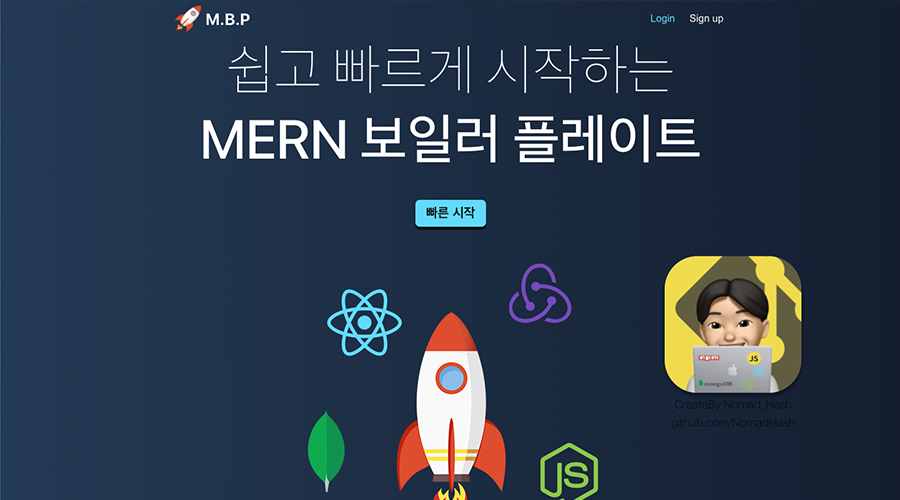 M.B.P
Login Sign up
쉽고 빠르게 시작하는
MERN 보일러 플레이트
빠른 시작
npm
JS
mongoDB
CreateBy Nomad_Hash
github.com/NomadHash
JS